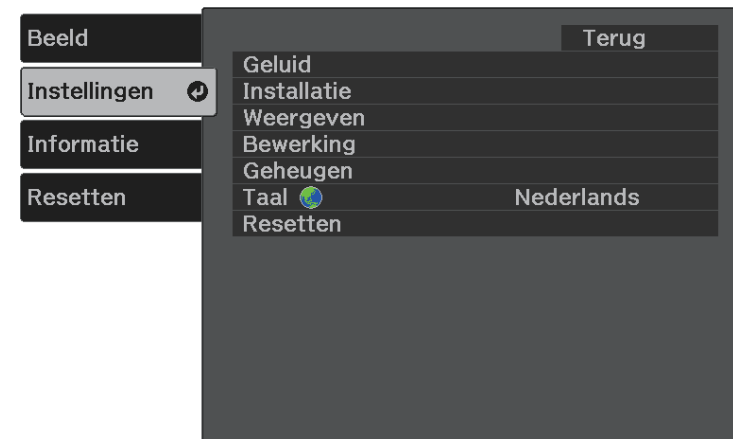 Beeld
Instellingen
Informatie
Resetten
Terug
Geluid
Installatie
Weergeven
Bewerking
Geheugen
Taal Nederlands
Resetten